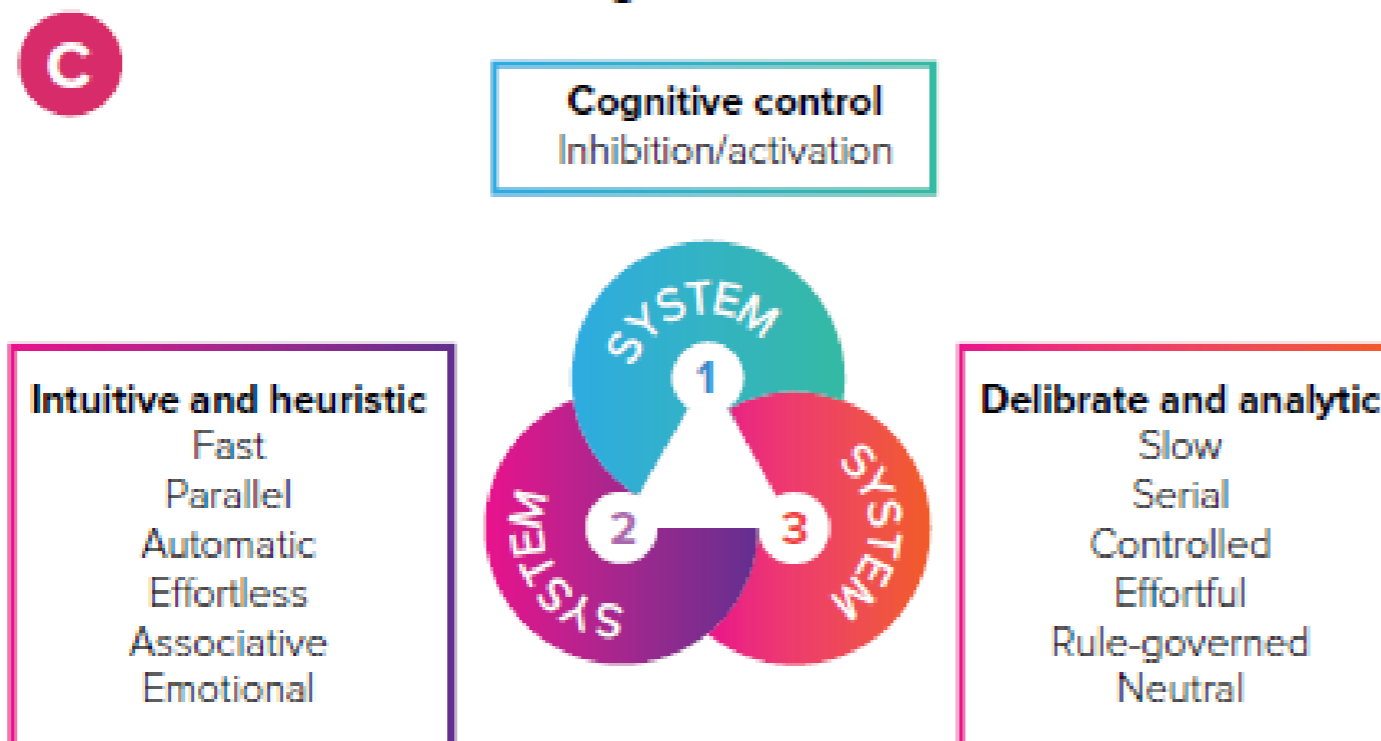 C
Cognitive control
Inhibition/activation
SYSTEM
1
Intuitive and heuristic
Fast
Parallel
Automatic
Effortless
Associative
Emotional
SYSTEM
2
3
SYSTEM
Delibrate and analytic
Slow
Serial
Controlled
Effortful
Rule-governed
Neutral